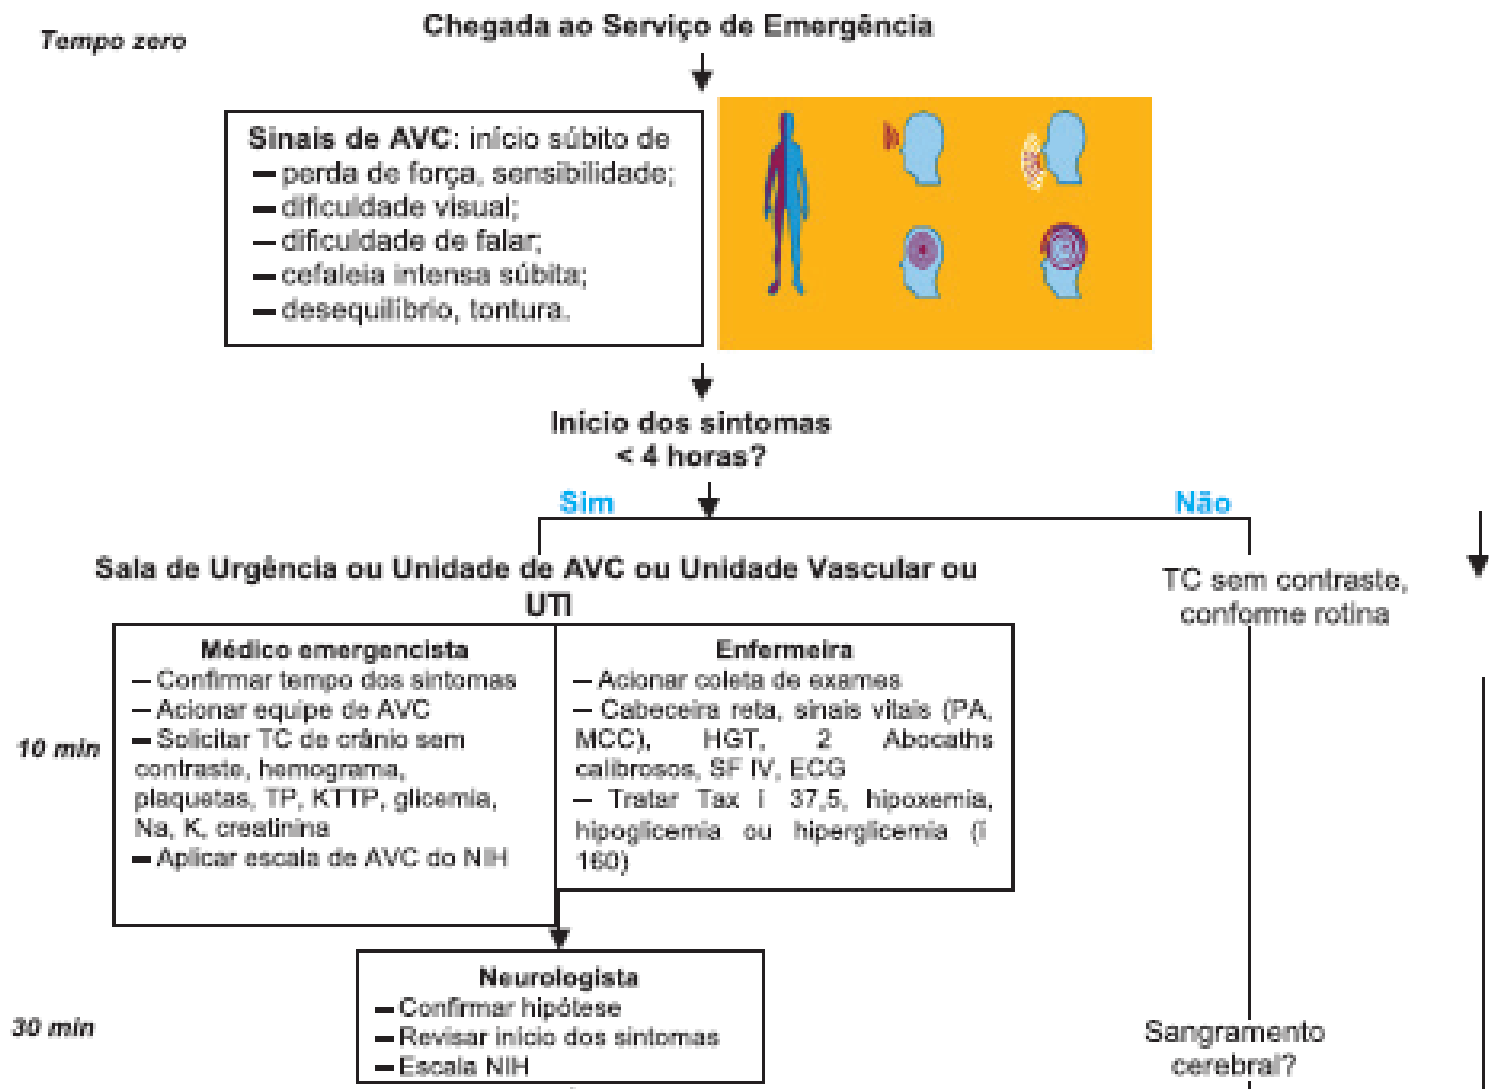 Tempo zero
Chegada ao Serviço de Emergência
Sinais de AVC: início súbito de
– perda de força, sensibilidade;
– dificuldade visual;
– dificuldade de falar;
– cefaleia intensa súbita;
– desequilíbrio, tontura.
Início dos sintomas
< 4 horas?
Sim
Não
Sala de Urgência ou Unidade de AVC ou Unidade Vascular ou
UTI
TC sem contraste,
conforme rotina
10 min
Médico emergencista
– Confirmar tempo dos sintomas
– Acionar equipe de AVC
– Solicitar TC de crânio sem
contraste, hemograma,
plaquetas, TP, KTTP, glicemia,
Na, K, creatinina
– Aplicar escala de AVC do NIH
Enfermeira
– Acionar coleta de exames
– Cabeceira reta, sinais vitais (PA,
MCC), HGT, 2 Abocaths
calibrosos, SF IV, ECG
– Tratar Tax í 37,5, hipoxemia,
hipoglicemia ou hiperglicemia (í
160)
30 min
Neurologista
– Confirmar hipótese
– Revisar início dos sintomas
– Escala NIH
Sangramento
cerebral?